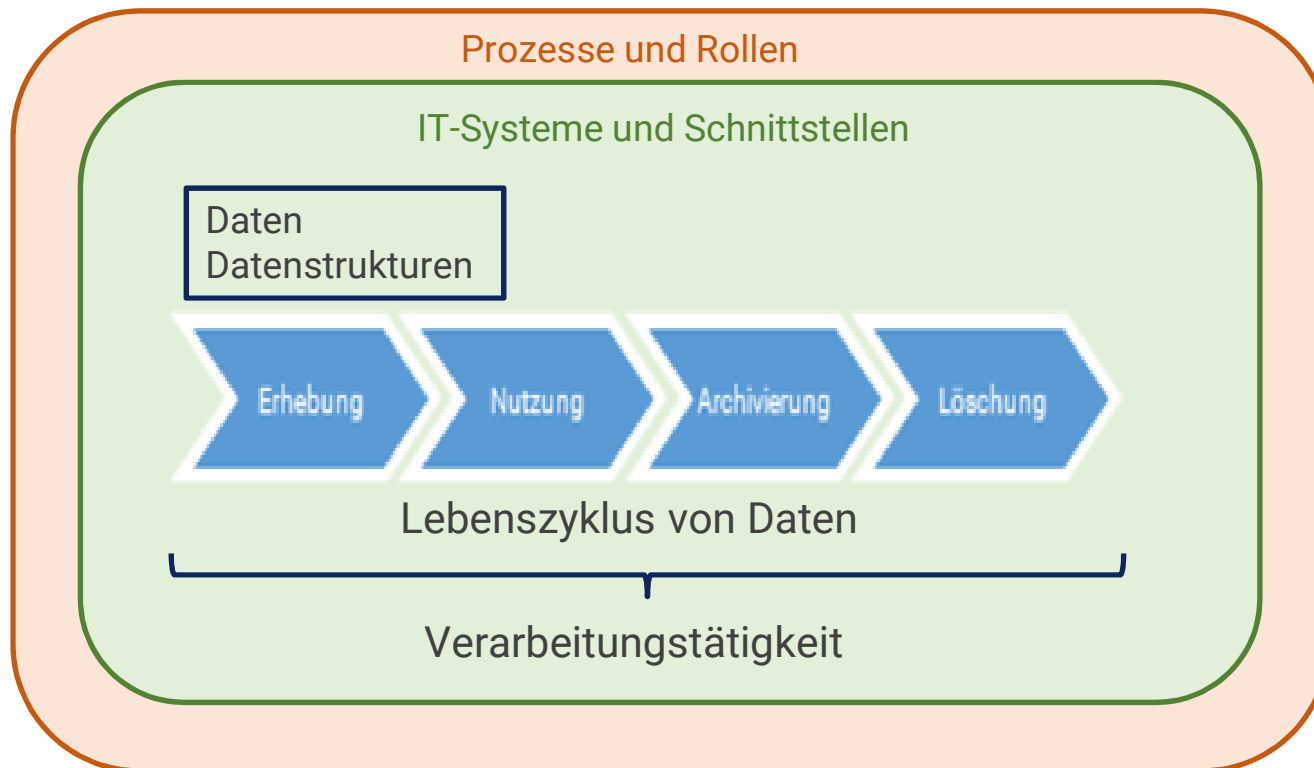 Prozesse und Rollen
IT-Systeme und Schnittstellen
Daten
Datenstrukturen
Erhebung
Nutzung
Archivierung
Löschung
Lebenszyklus von Daten
Verarbeitungstätigkeit